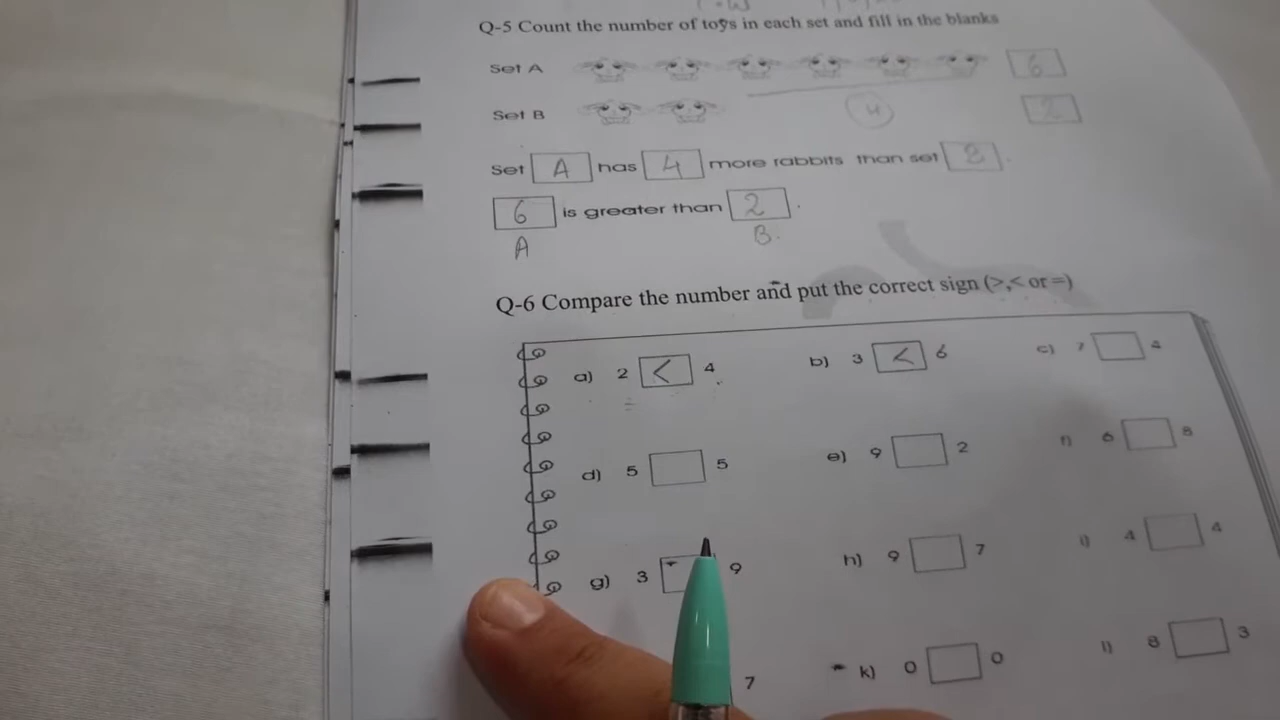 Q-5 Count the number of toys in each set and fill in the blanks
Set A 6
Set B 4 2
Set A has 4 more rabbits than set B.
6 is greater than 2.
A B.
Q-6 Compare the number and put the correct sign (>,< or =)
a) 2 < 4 b) 3 < 6 c) 7 4
d) 5 5 e) 9 2 f) 6 8
g) 3 9 h) 9 7 i) 4 4
7 k) 0 0 l) 8 3